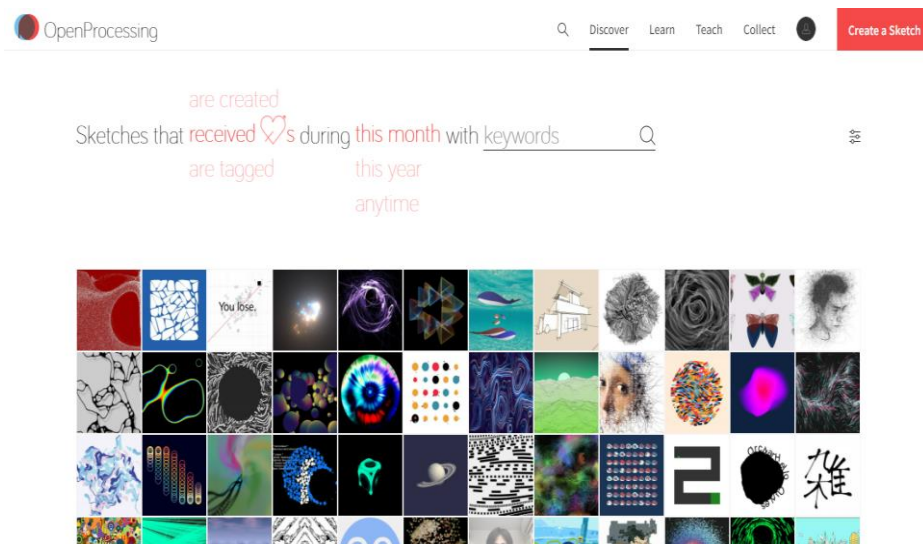 OpenProcessing
Discover Learn Teach Collect Create a Sketch
are created
Sketches that received s during this month with keywords
are tagged this year
anytime
You lose.
雑